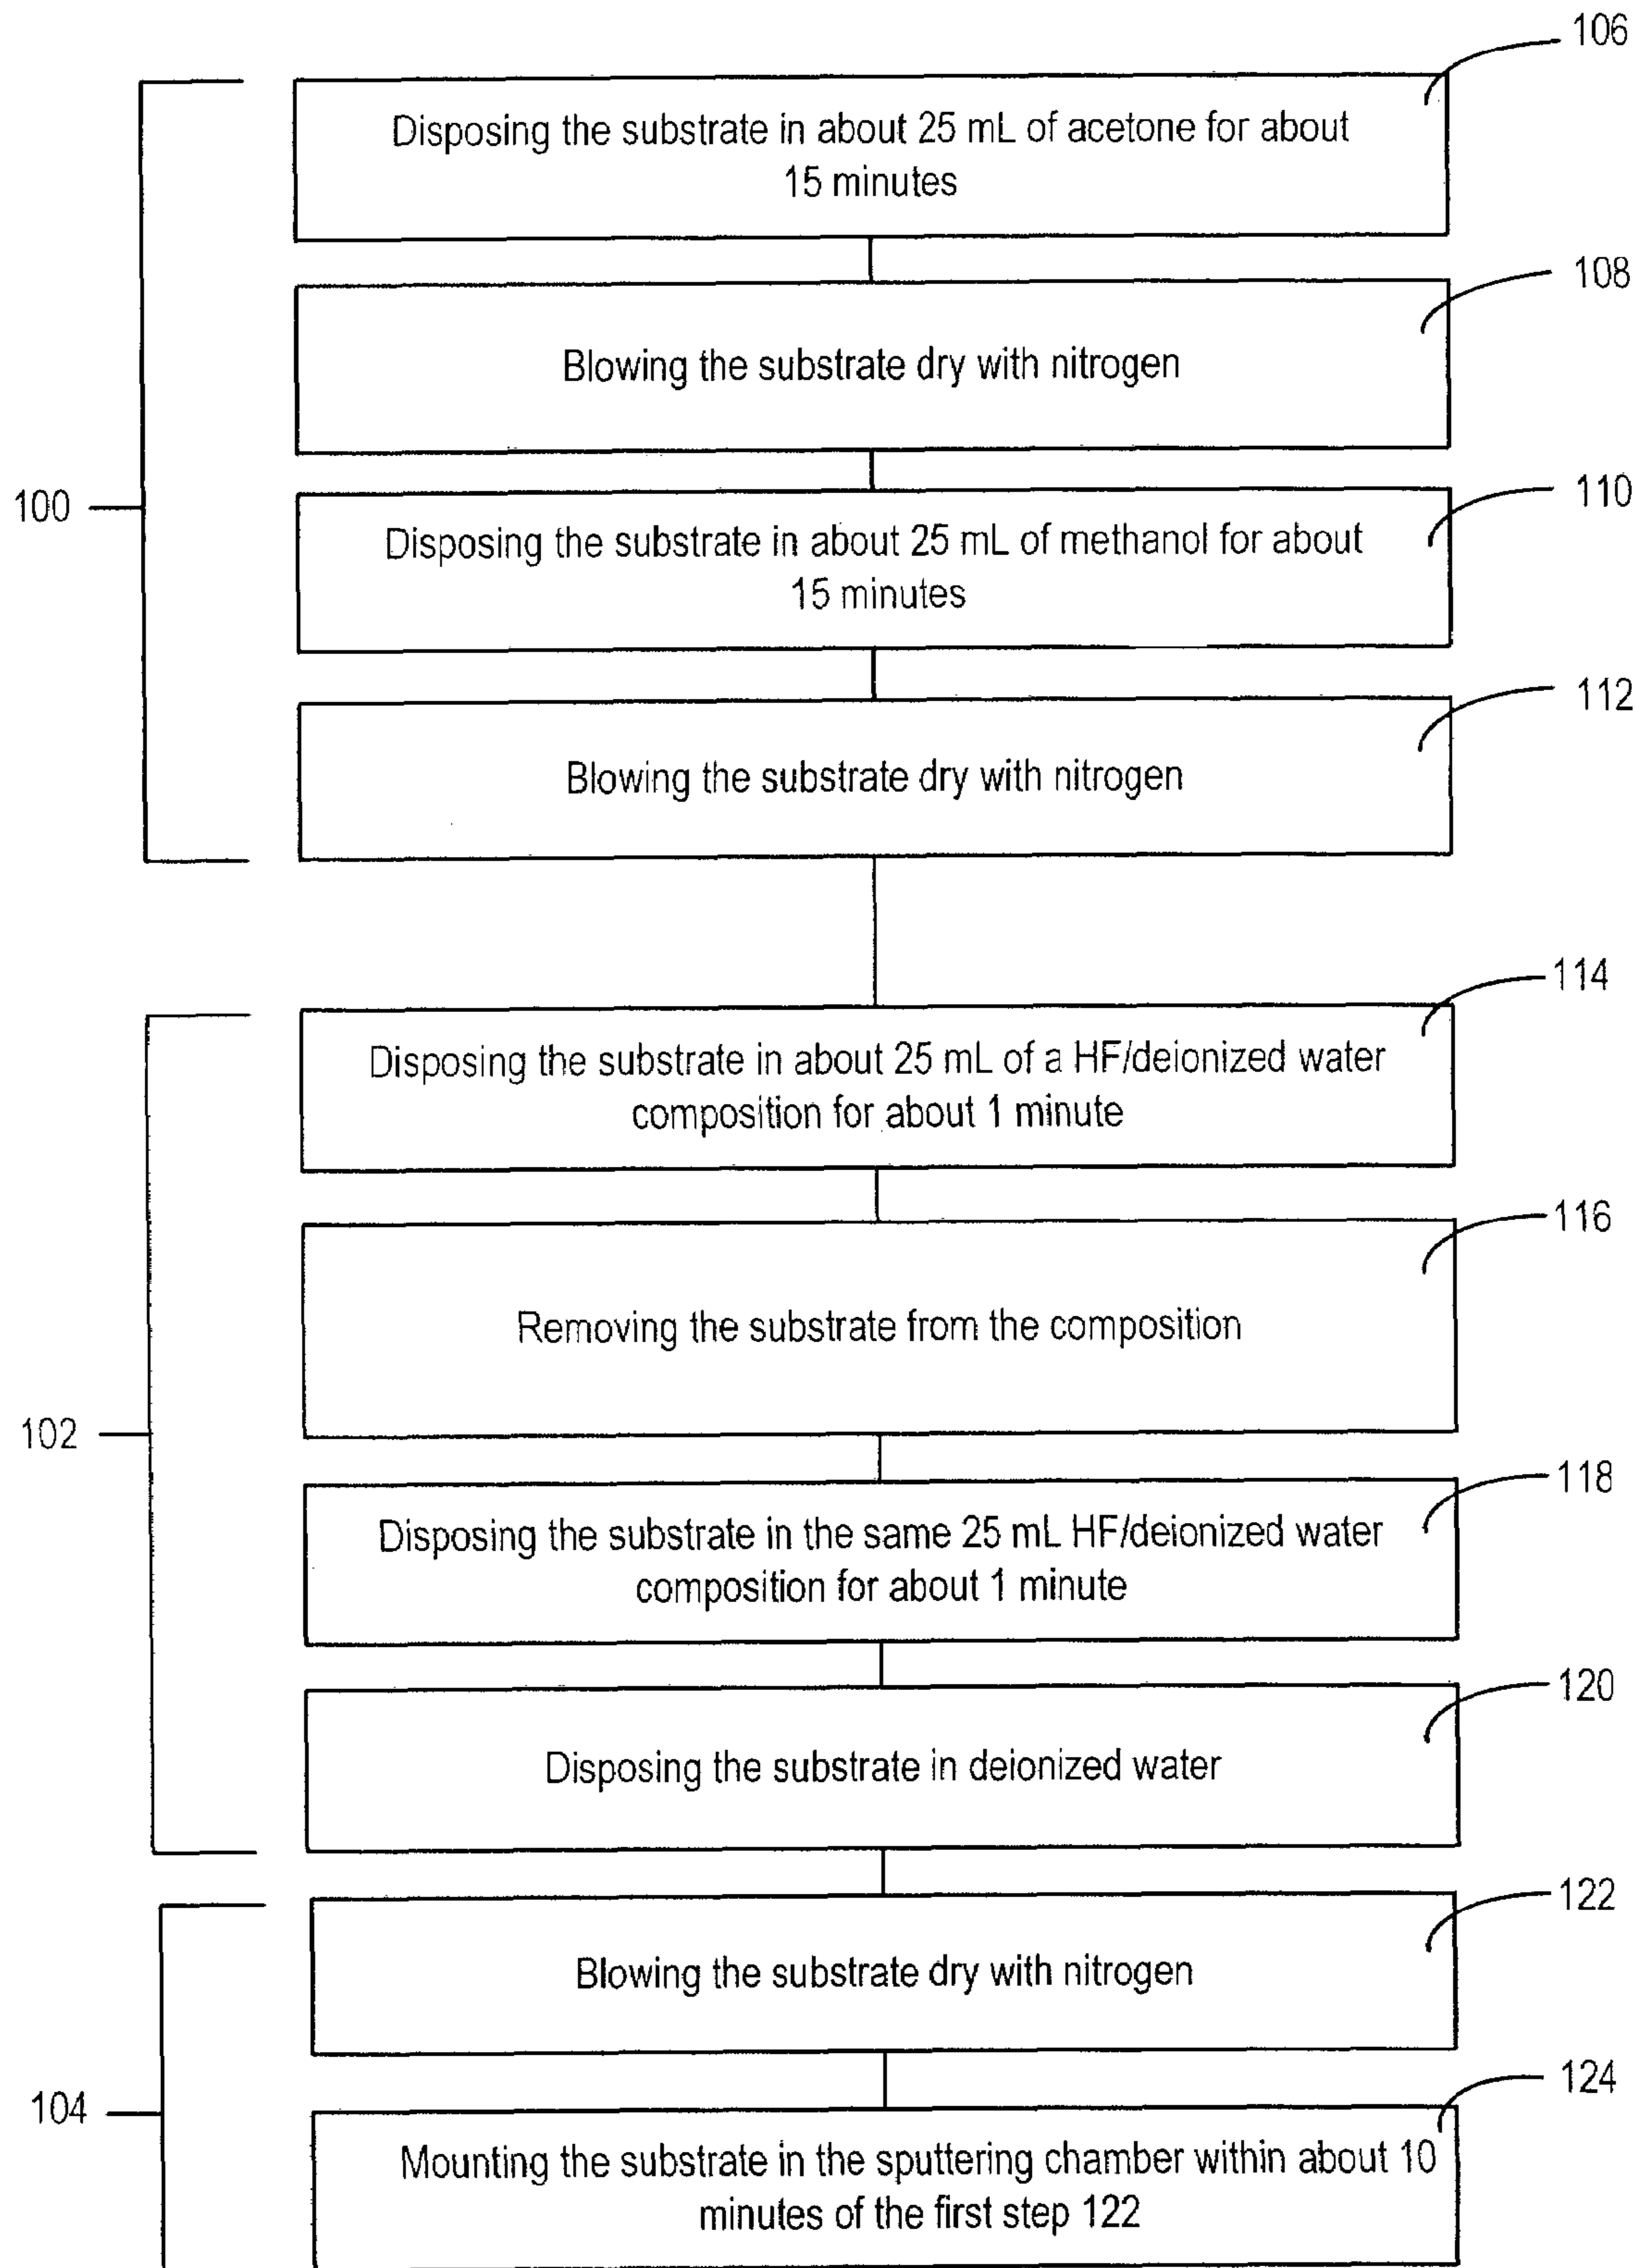 106
Disposing the substrate in about 25 mL of acetone for about
15 minutes
108
Blowing the substrate dry with nitrogen
100
110
Disposing the substrate in about 25 mL of methanol for about
15 minutes
112
Blowing the substrate dry with nitrogen
114
Disposing the substrate in about 25 mL of a HF/deionized water
composition for about 1 minute
116
Removing the substrate from the composition
102
118
Disposing the substrate in the same 25 mL HF/deionized water
composition for about 1 minute
120
Disposing the substrate in deionized water
122
Blowing the substrate dry with nitrogen
104
124
Mounting the substrate in the sputtering chamber within about 10
minutes of the first step 122